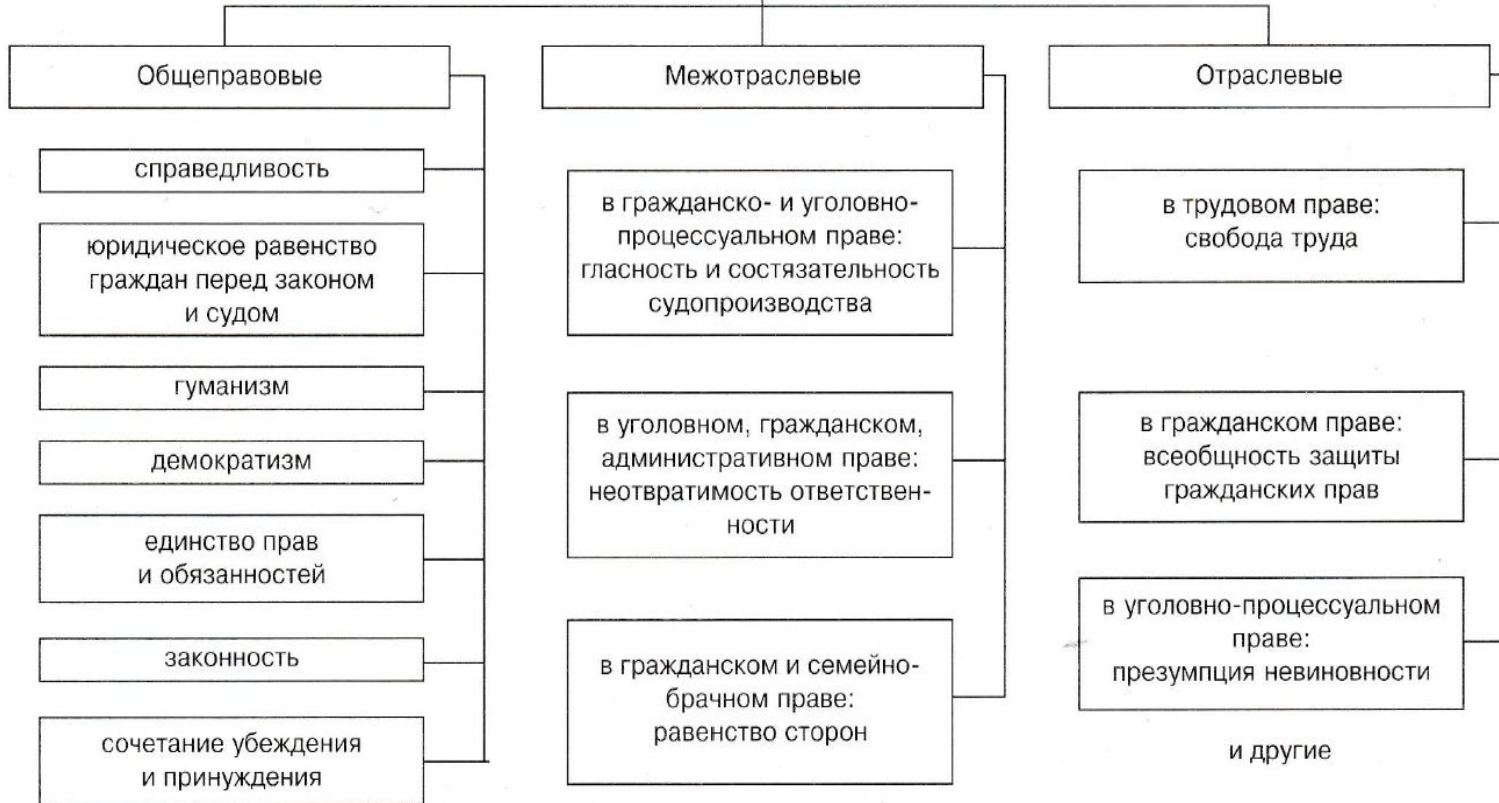 Общеправовые
справедливость
юридическое равенство
граждан перед законом
и судом
гуманизм
демократизм
единство прав
и обязанностей
законность
сочетание убеждения
и принуждения
Межотраслевые
в гражданско- и уголовно-
процессуальном праве:
гласность и состязательность
судопроизводства
в уголовном, гражданском,
административном праве:
неотвратимость ответствен-
ности
в гражданском и семейно-
брачном праве:
равенство сторон
Отраслевые
в трудовом праве:
свобода труда
в гражданском праве:
всеобщность защиты
гражданских прав
в уголовно-процессуальном
праве:
презумпция невиновности
и другие